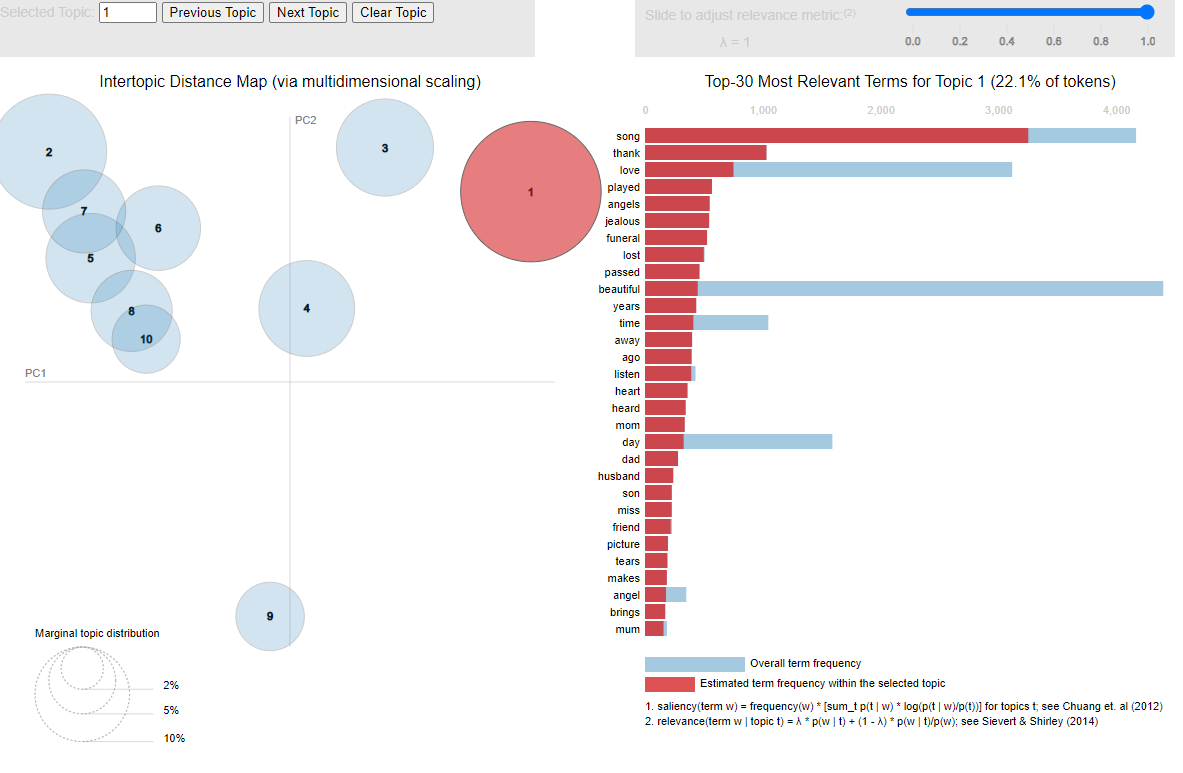 Selected Topic: 1 Previous Topic Next Topic Clear Topic
Slide to adjust relevance metric:(2)
λ = 1
0.0 0.2 0.4 0.6 0.8 1.0
Intertopic Distance Map (via multidimensional scaling)
PC2
PC1
2
3
1
7
6
5
4
8
10
9
Marginal topic distribution
2%
5%
10%
Top-30 Most Relevant Terms for Topic 1 (22.1% of tokens)
0 1,000 2,000 3,000 4,000
song
thank
love
played
angels
jealous
funeral
lost
passed
beautiful
years
time
away
ago
listen
heart
heard
mom
day
dad
husband
son
miss
friend
picture
tears
makes
angel
brings
mum
Overall term frequency
Estimated term frequency within the selected topic
1. saliency(term w) = frequency(w) * [sum_t p(t | w) * log(p(t | w)/p(t))] for topics t; see Chuang et. al (2012)
2. relevance(term w | topic t) = λ * p(w | t) + (1 - λ) * p(w | t)/p(w); see Sievert & Shirley (2014)